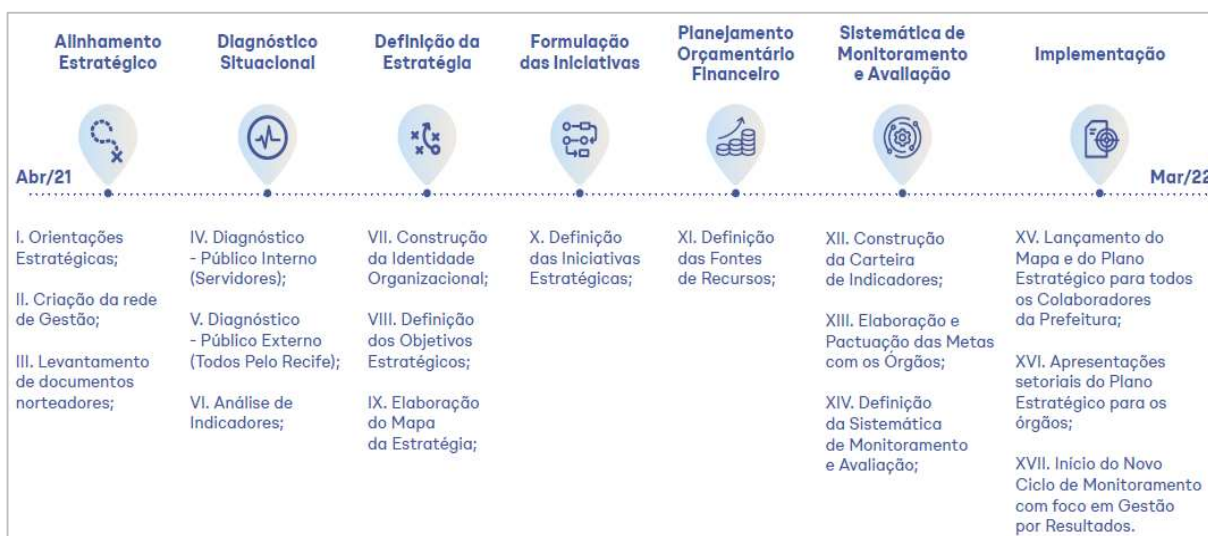 Alinhamento
Estratégico
Diagnóstico
Situacional
Definição da
Estratégia
Formulação
das Iniciativas
Planejamento
Orçamentário
Financeiro
Sistemática de
Monitoramento
e Avaliação
Implementação
Abr/21
Mar/22
I. Orientações
Estratégicas;
II. Criação da rede
de Gestão;
III. Levantamento
de documentos
norteadores;
IV. Diagnóstico
- Público Interno
(Servidores);
V. Diagnóstico
- Público Externo
(Todos Pelo Recife);
VI. Análise de
Indicadores;
VII. Construção
da Identidade
Organizacional;
VIII. Definição
dos Objetivos
Estratégicos;
IX. Elaboração
do Mapa
da Estratégia;
X. Definição
das Iniciativas
Estratégicas;
XI. Definição
das Fontes
de Recursos;
XII. Construção
da Carteira
de Indicadores;
XIII. Elaboração e
Pactuação das Metas
com os Órgãos;
XIV. Definição
da Sistemática
de Monitoramento
e Avaliação;
XV. Lançamento do
Mapa e do Plano
Estratégico para todos
os Colaboradores
da Prefeitura;
XVI. Apresentações
setoriais do Plano
Estratégico para os
órgãos;
XVII. Início do Novo
Ciclo de Monitoramento
com foco em Gestão
por Resultados.